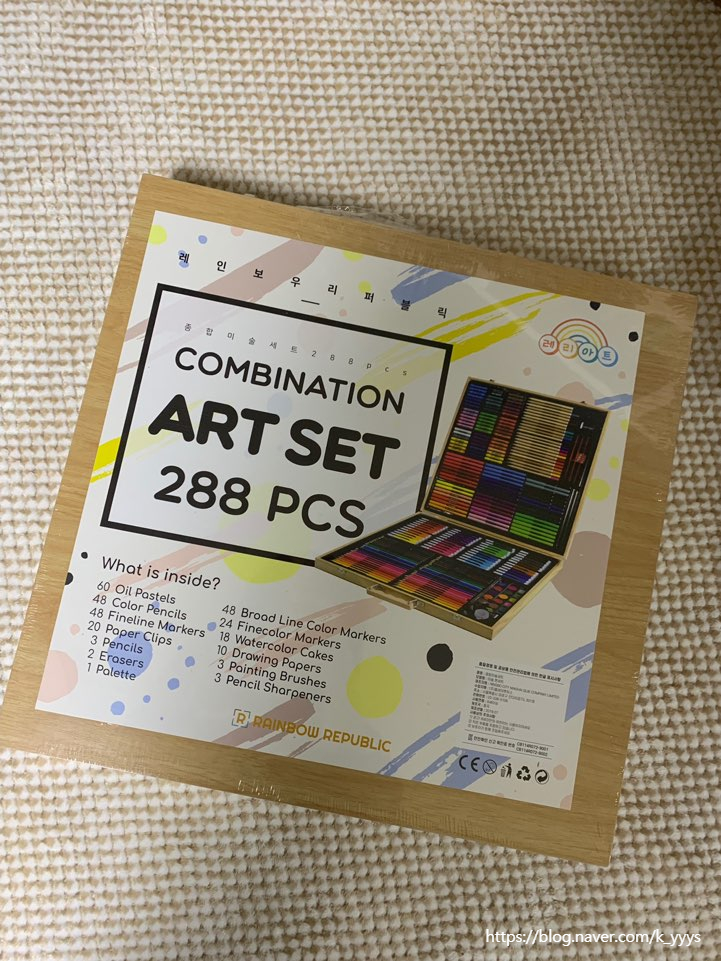 레인보우리퍼블릭
레리아트
종합미술세트288pcs
COMBINATION
ART SET
288 PCS
What is inside?
60 Oil Pastels
48 Color Pencils
48 Fineline Markers
20 Paper Clips
3 Pencils
2 Erasers
1 Palette
48 Broad Line Color Markers
24 Finecolor Markers
18 Watercolor Cakes
10 Drawing Papers
3 Painting Brushes
3 Pencil Sharpeners
R RAINBOW REPUBLIC
CE
https://blog.naver.com/k_yyys